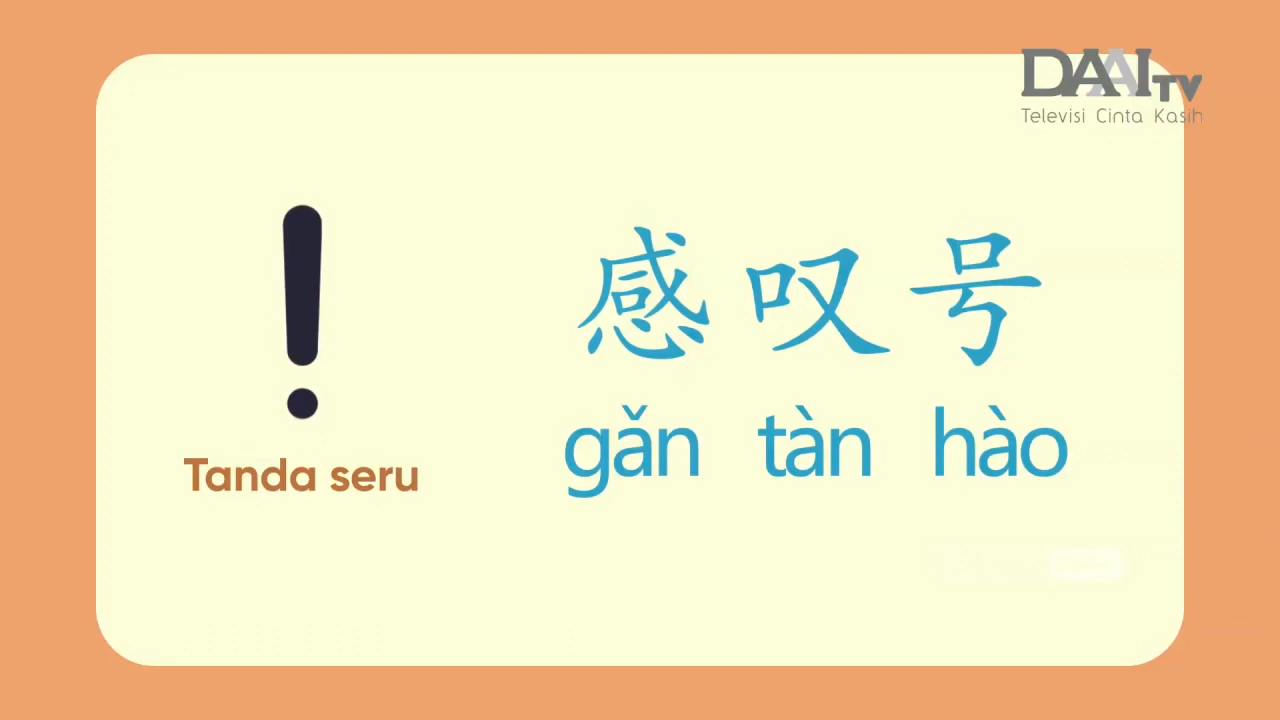 DAAI TV
Televisi Cinta Kasih
!
Tanda seru
感叹号
gǎn tàn hào